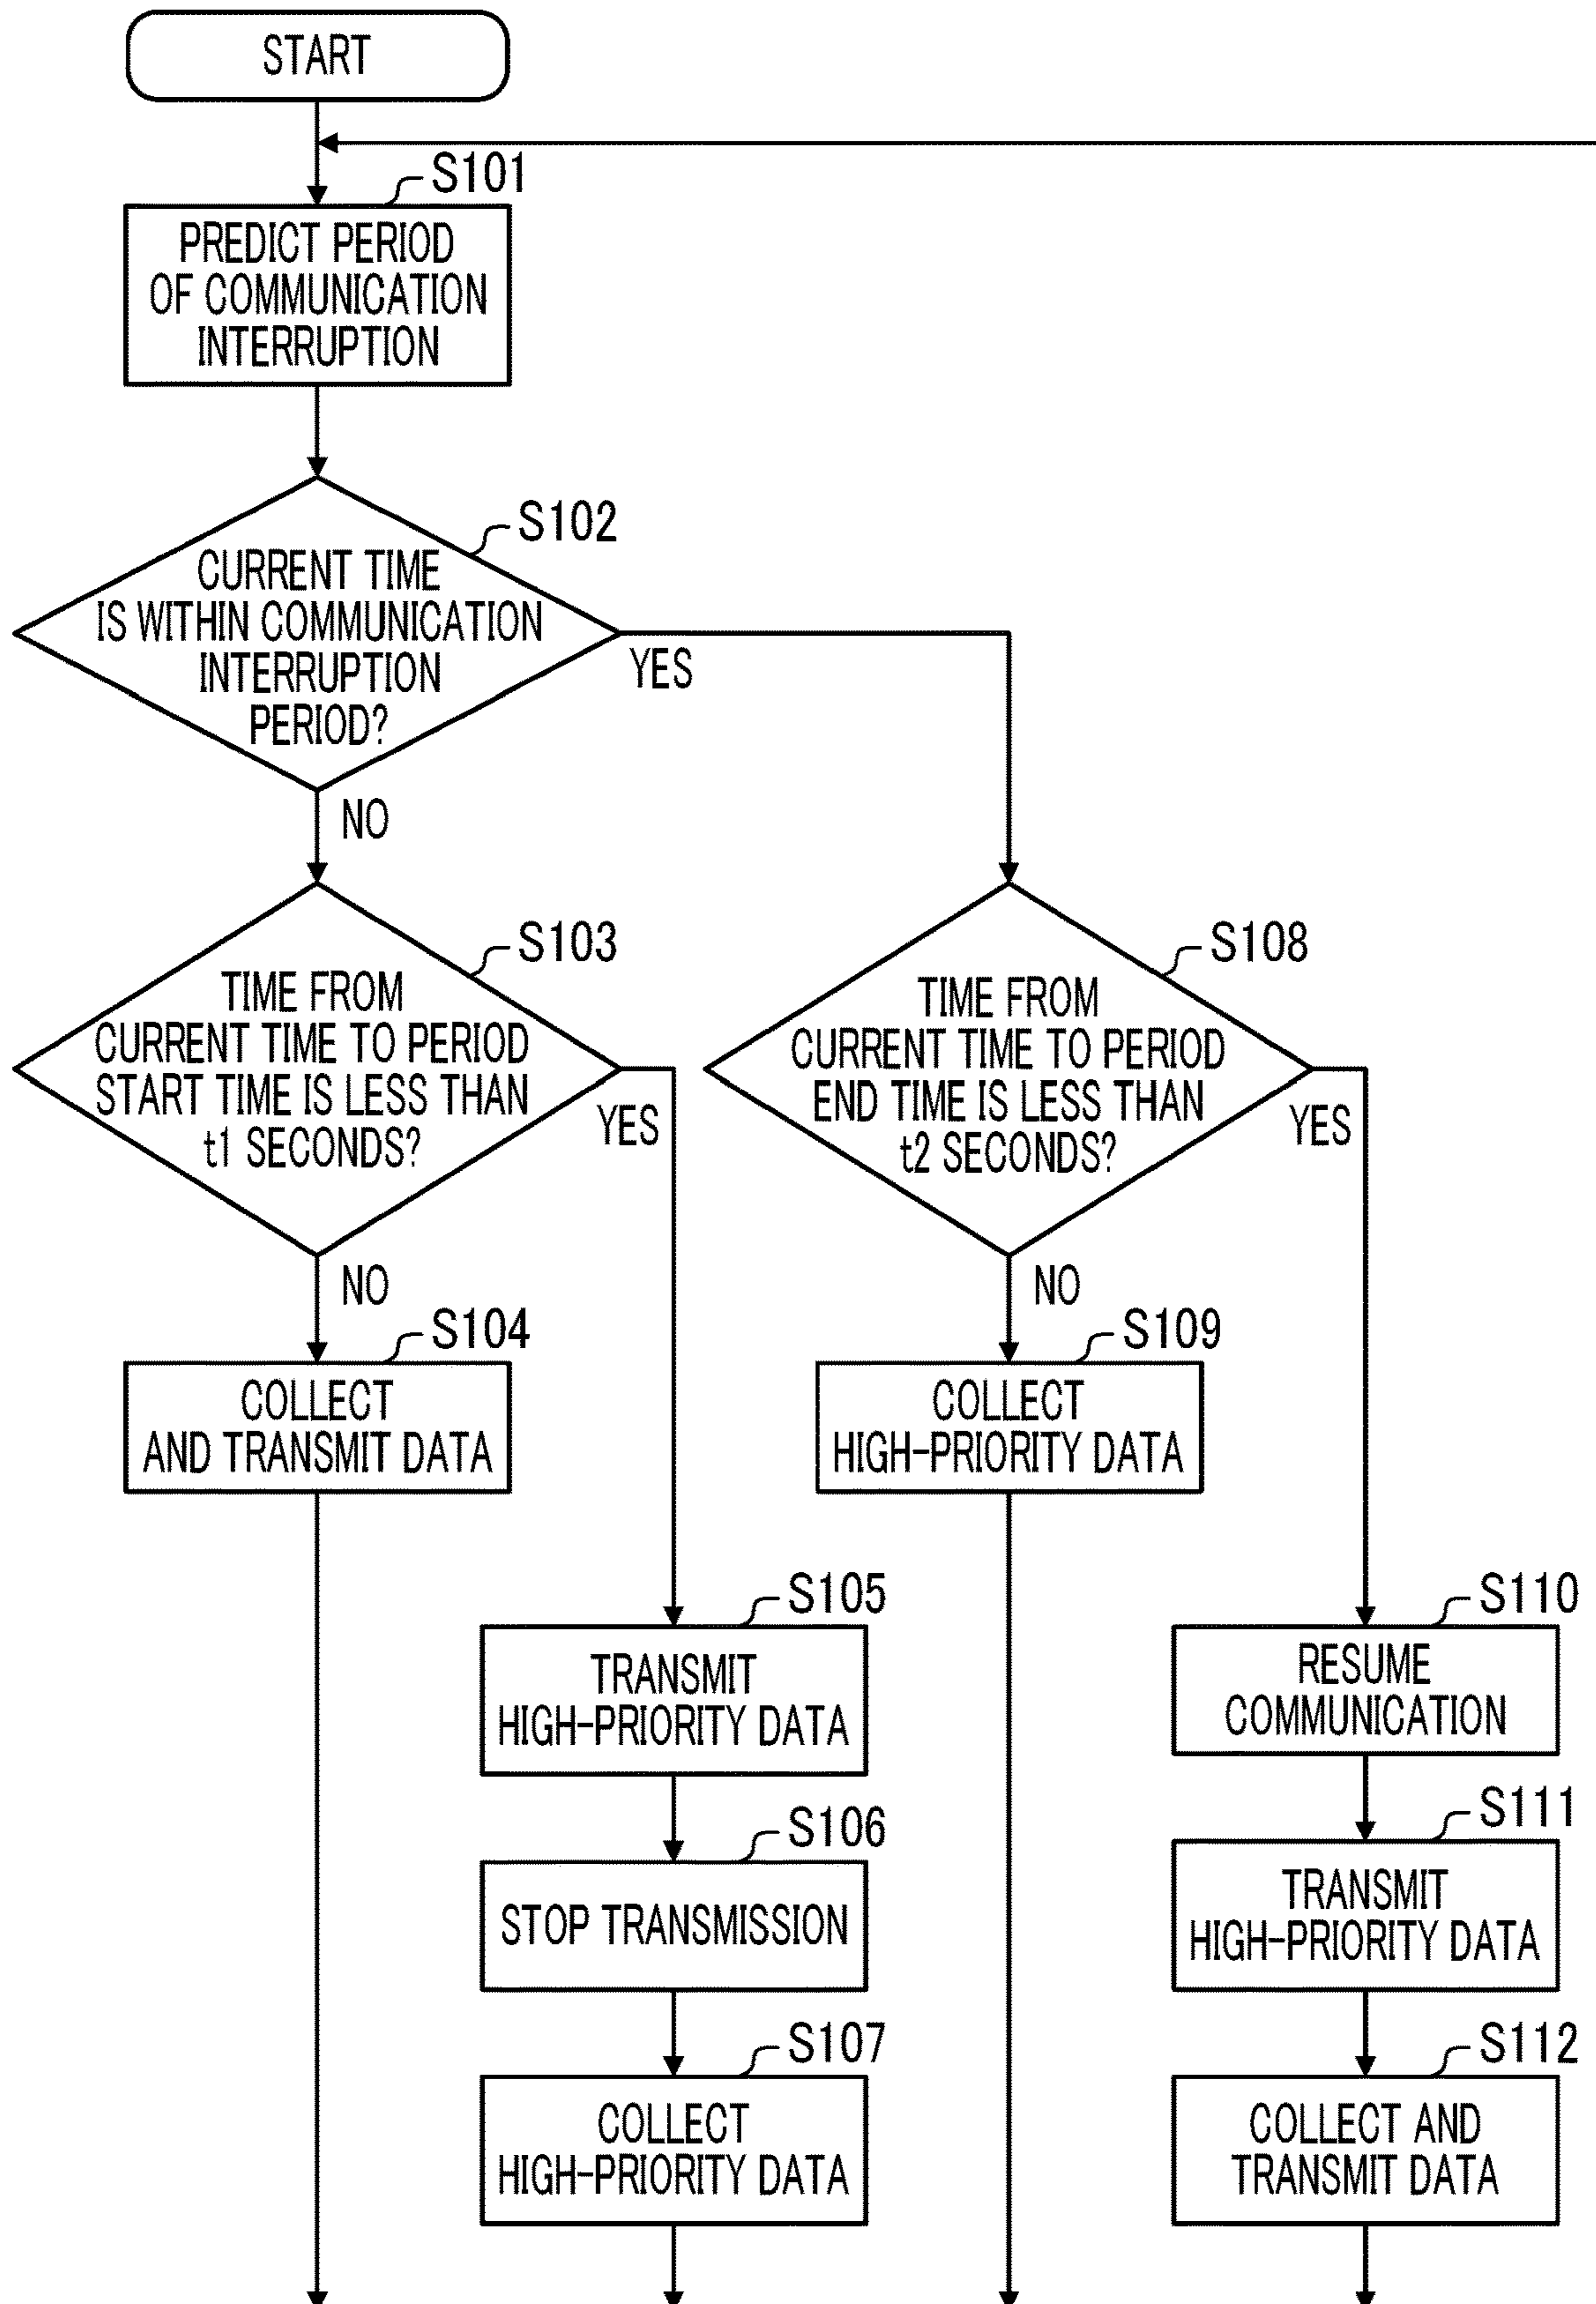 START
S101
PREDICT PERIOD
OF COMMUNICATION
INTERRUPTION
S102
CURRENT TIME
IS WITHIN COMMUNICATION
INTERRUPTION
PERIOD?
YES
NO
S103
TIME FROM
CURRENT TIME TO PERIOD
START TIME IS LESS THAN
t1 SECONDS?
YES
NO
S108
TIME FROM
CURRENT TIME TO PERIOD
END TIME IS LESS THAN
t2 SECONDS?
YES
NO
S104
COLLECT
AND TRANSMIT DATA
S109
COLLECT
HIGH-PRIORITY DATA
S105
TRANSMIT
HIGH-PRIORITY DATA
S110
RESUME
COMMUNICATION
S106
STOP TRANSMISSION
S111
TRANSMIT
HIGH-PRIORITY DATA
S107
COLLECT
HIGH-PRIORITY DATA
S112
COLLECT AND
TRANSMIT DATA